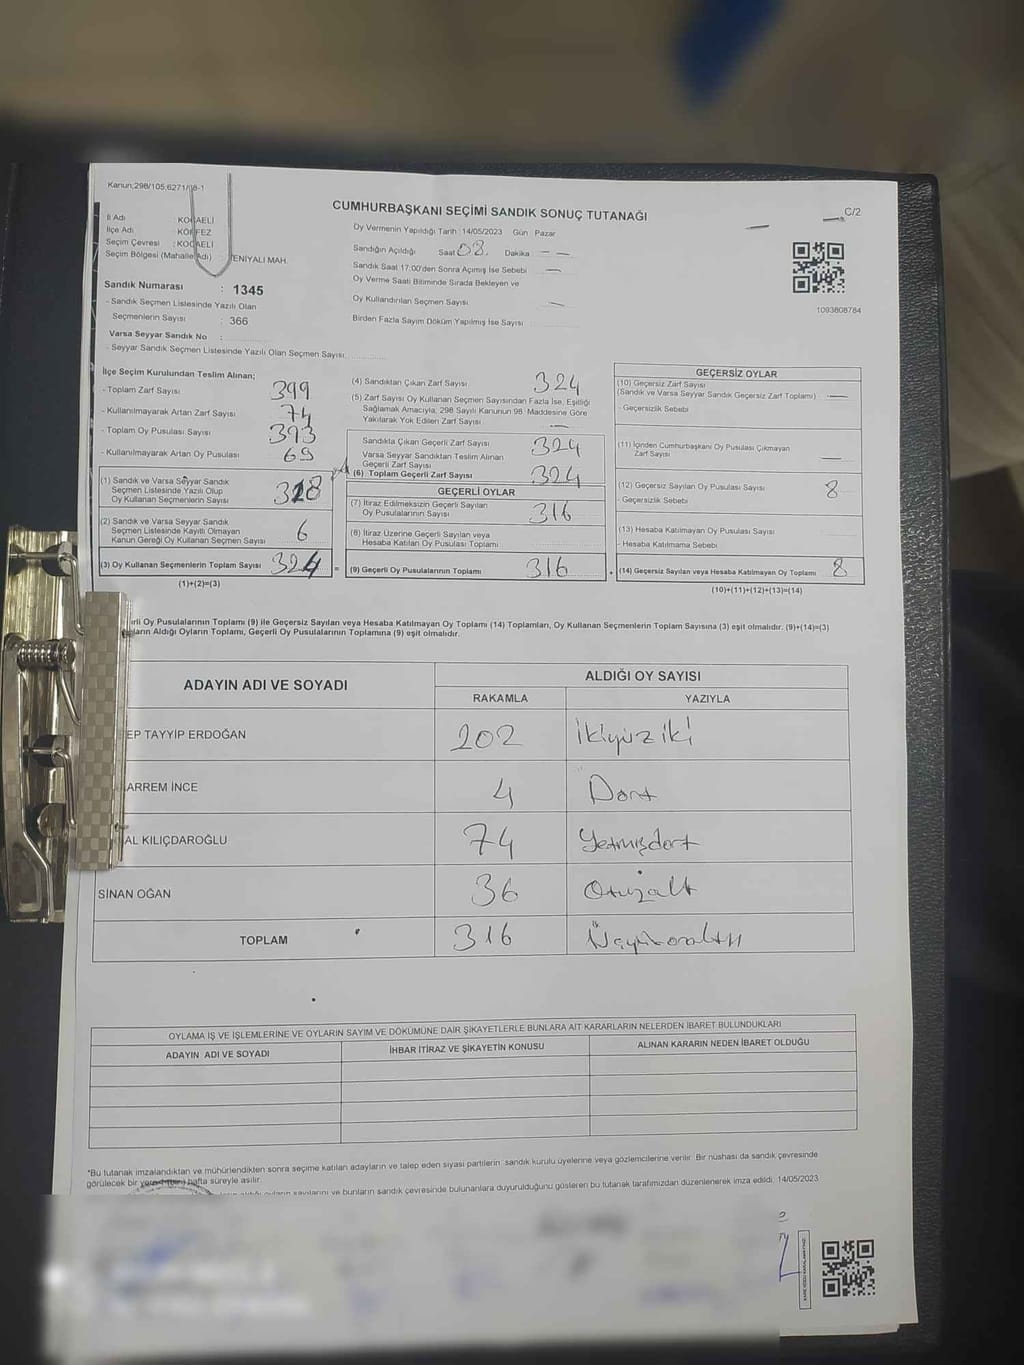 Kanun:298/105,6271/
-1
CUMHURBAŞKANI SEÇİMİ SANDIK SONUÇ TUTANAĞI
C/2
İl Adı : KOCAELİ
İlçe Adı : KÖRFEZ
Seçim Çevresi : KOCAELİ
Seçim Bölgesi (Mahalle Adı) : YENİYALI MAH.
Oy Vermenin Yapıldığı Tarih : 14/05/2023 Gün : Pazar
Sandığın Açıldığı Saat 08. Dakika — —
Sandık Saat 17:00'den Sonra Açılmış İse Sebebi —
Oy Verme Saati Bitiminde Sırada Bekleyen ve
Oy Kullandırılan Seçmen Sayısı —
Birden Fazla Sayım Döküm Yapılmış İse Sayısı
1093808784
Sandık Numarası : 1345
- Sandık Seçmen Listesinde Yazılı Olan
Seçmenlerin Sayısı : 366
Varsa Seyyar Sandık No :
- Seyyar Sandık Seçmen Listesinde Yazılı Olan Seçmen Sayısı:
İlçe Seçim Kurulundan Teslim Alınan;
- Toplam Zarf Sayısı 399
- Kullanılmayarak Artan Zarf Sayısı 74
- Toplam Oy Pusulası Sayısı 393
- Kullanılmayarak Artan Oy Pusulası 69
(1) Sandık ve Varsa Seyyar Sandık
Seçmen Listesinde Yazılı Olup
Oy Kullanan Seçmenlerin Sayısı 318
(2) Sandık ve Varsa Seyyar Sandık
Seçmen Listesinde Kayıtlı Olmayan
Kanun Gereği Oy Kullanan Seçmen Sayısı 6
(3) Oy Kullanan Seçmenlerin Toplam Sayısı 324
(1)+(2)=(3)
(4) Sandıktan Çıkan Zarf Sayısı 324
(5) Zarf Sayısı Oy Kullanan Seçmen Sayısından Fazla İse, Eşitliği
Sağlamak Amacıyla, 298 Sayılı Kanunun 98. Maddesine Göre
Yakılarak Yok Edilen Zarf Sayısı —
Sandıkta Çıkan Geçerli Zarf Sayısı 324
Varsa Seyyar Sandıktan Teslim Alınan
Geçerli Zarf Sayısı
(6) Toplam Geçerli Zarf Sayısı 324
GEÇERLİ OYLAR
(7) İtiraz Edilmeksizin Geçerli Sayılan
Oy Pusulalarının Sayısı 316
(8) İtiraz Üzerine Geçerli Sayılan veya
Hesaba Katılan Oy Pusulası Toplamı
= (9) Geçerli Oy Pusulalarının Toplamı 316
GEÇERSİZ OYLAR
(10) Geçersiz Zarf Sayısı
(Sandık ve Varsa Seyyar Sandık Geçersiz Zarf Toplamı) —
- Geçersizlik Sebebi
(11) İçinden Cumhurbaşkanı Oy Pusulası Çıkmayan
Zarf Sayısı —
(12) Geçersiz Sayılan Oy Pusulası Sayısı 8
- Geçersizlik Sebebi
(13) Hesaba Katılmayan Oy Pusulası Sayısı
- Hesaba Katılmama Sebebi
(14) Geçersiz Sayılan veya Hesaba Katılmayan Oy Toplamı 8
(10)+(11)+(12)+(13)=(14)
rli Oy Pusulalarının Toplamı (9) ile Geçersiz Sayılan veya Hesaba Katılmayan Oy Toplamı (14) Toplamları, Oy Kullanan Seçmenlerin Toplam Sayısına (3) eşit olmalıdır. (9)+(14)=(3)
ların Aldığı Oyların Toplamı, Geçerli Oy Pusulalarının Toplamına (9) eşit olmalıdır.
ADAYIN ADI VE SOYADI
ALDIĞI OY SAYISI
RAKAMLA YAZIYLA
EP TAYYİP ERDOĞAN 202 İkiyüz iki
ARREM İNCE 4 Dört
AL KILIÇDAROĞLU 74 Yetmişdört
SİNAN OĞAN 36 Otuzaltı
TOPLAM 316 Üçyüzonaltı
OYLAMA İŞ VE İŞLEMLERİNE VE OYLARIN SAYIM VE DÖKÜMÜNE DAİR ŞİKAYETLERLE BUNLARA AİT KARARLARIN NELERDEN İBARET BULUNDUKLARI
ADAYIN ADI VE SOYADI
İHBAR İTİRAZ VE ŞİKAYETİN KONUSU
ALINAN KARARIN NEDEN İBARET OLDUĞU
*Bu tutanak imzalandıktan ve mühürlendikten sonra seçime katılan adayların ve talep eden siyasi partilerin sandık kurulu üyelerine veya gözlemcilerine verilir. Bir nüshası da sandık çevresinde
görülecek bir yere 1 (bir) hafta süreyle asılır.
aldığı oyların sayılarını ve bunların sandık çevresinde bulunanlara duyurulduğunu gösteren bu tutanak tarafımızdan düzenlenerek imza edildi. 14/05/2023